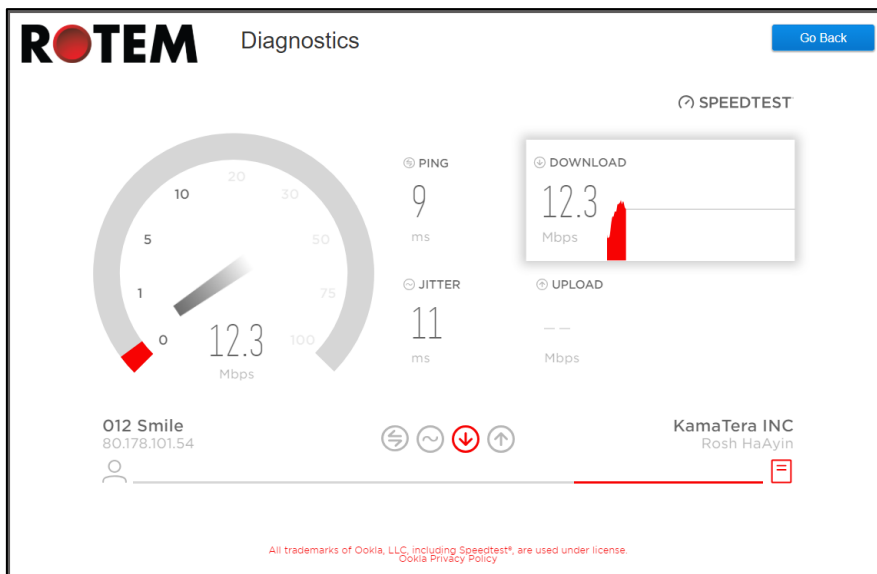 ROTEM
Diagnostics
Go Back
SPEEDTEST
PING
9
ms
DOWNLOAD
12.3
Mbps
JITTER
11
ms
UPLOAD
— —
Mbps
0
1
5
10
20
30
50
75
100
12.3
Mbps
012 Smile
80.178.101.54
KamaTera INC
Rosh HaAyin
All trademarks of Ookla, LLC, including Speedtest®, are used under license.
Ookla Privacy Policy